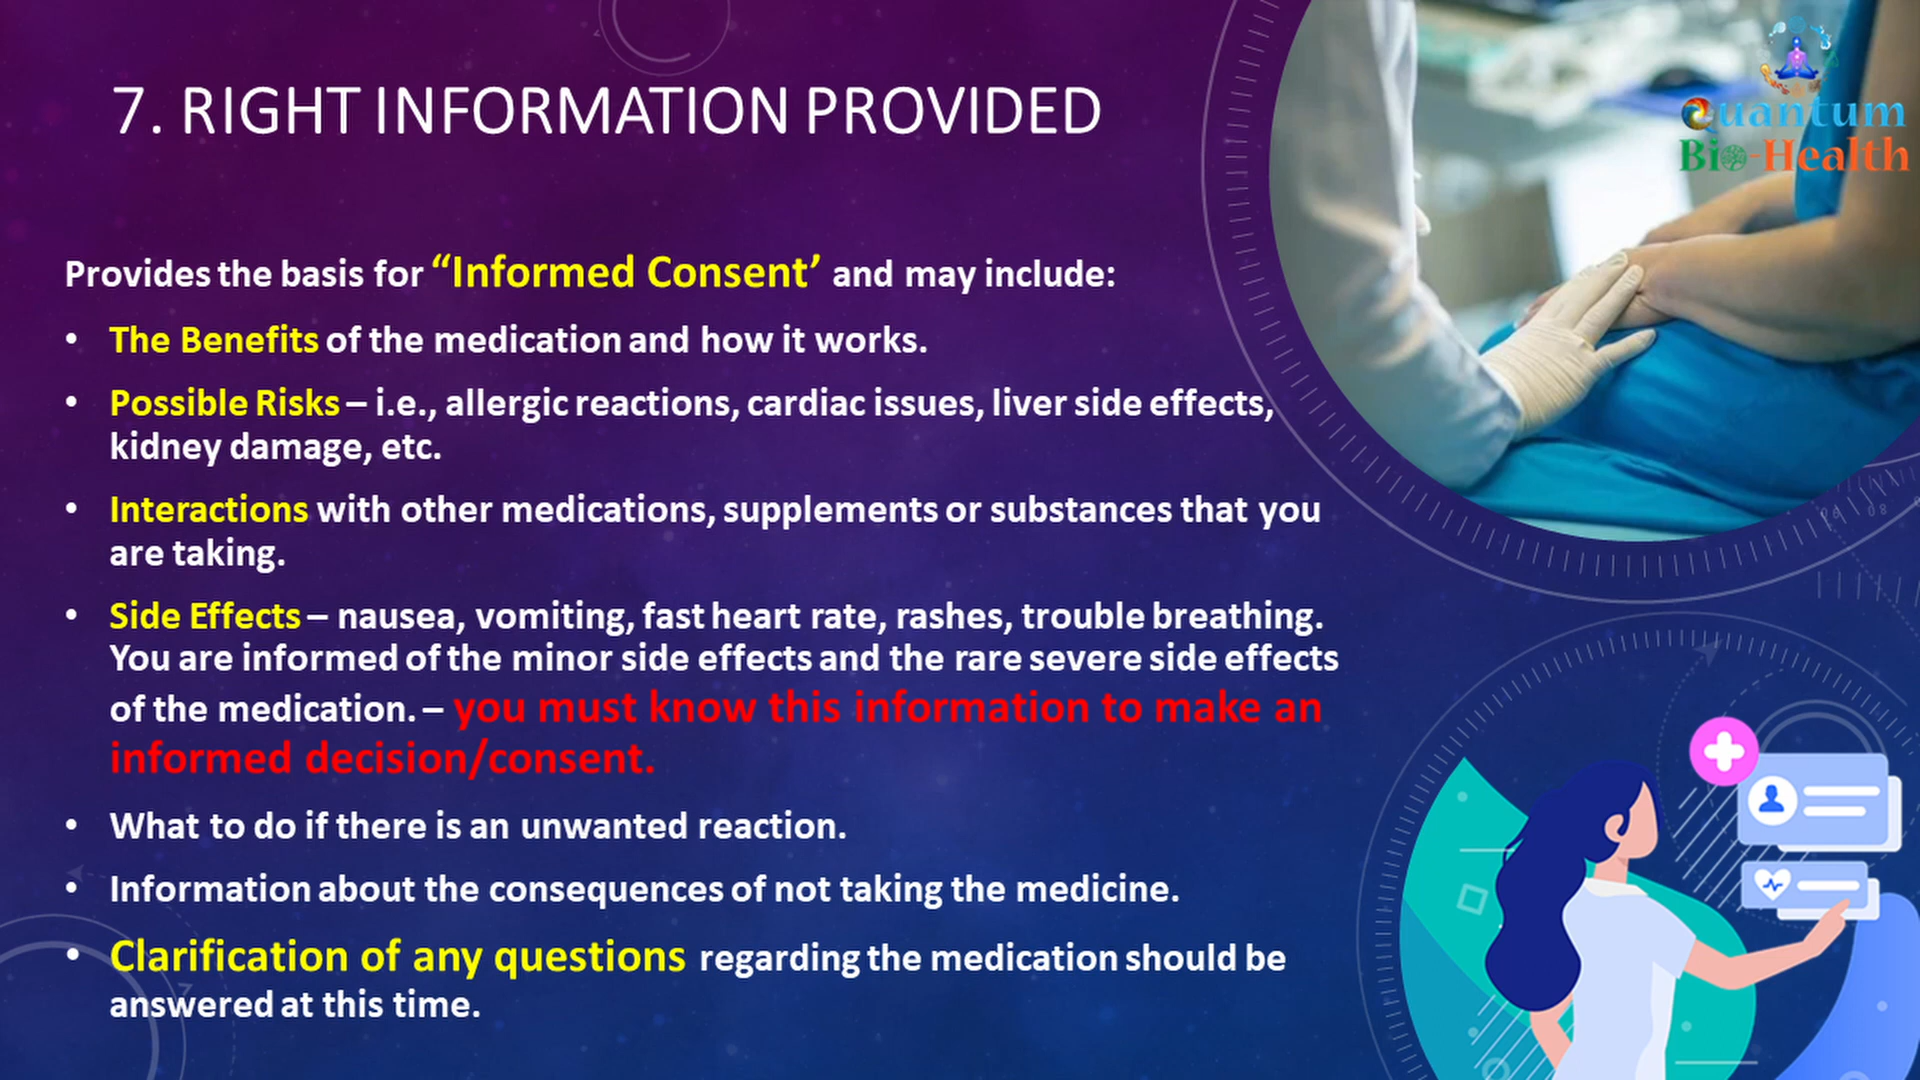 7. RIGHT INFORMATION PROVIDED
Quantum
Bio-Health
Provides the basis for “Informed Consent’ and may include:
• The Benefits of the medication and how it works.
• Possible Risks – i.e., allergic reactions, cardiac issues, liver side effects,
kidney damage, etc.
• Interactions with other medications, supplements or substances that you
are taking.
• Side Effects – nausea, vomiting, fast heart rate, rashes, trouble breathing.
You are informed of the minor side effects and the rare severe side effects
of the medication. – you must know this information to make an
informed decision/consent.
• What to do if there is an unwanted reaction.
• Information about the consequences of not taking the medicine.
• Clarification of any questions regarding the medication should be
answered at this time.